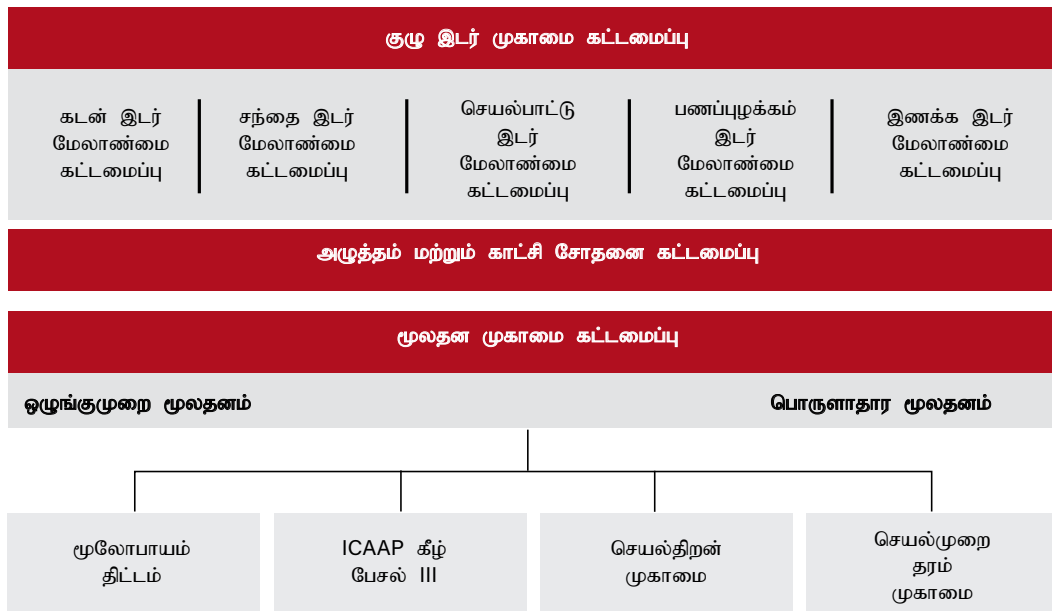 குழு இடர் முகாமை கட்டமைப்பு
கடன் இடர்
மேலாண்மை
கட்டமைப்பு
சந்தை இடர்
மேலாண்மை
கட்டமைப்பு
செயல்பாட்டு
இடர்
மேலாண்மை
கட்டமைப்பு
பணப்புழக்கம்
இடர்
மேலாண்மை
கட்டமைப்பு
இணக்க இடர்
மேலாண்மை
கட்டமைப்பு
அழுத்தம் மற்றும் காட்சி சோதனை கட்டமைப்பு
மூலதன முகாமை கட்டமைப்பு
ஒழுங்குமுறை மூலதனம்
பொருளாதார மூலதனம்
மூலோபாயம்
திட்டம்
ICAAP கீழ்
பேசல் III
செயல்திறன்
முகாமை
செயல்முறை
தரம்
முகாமை